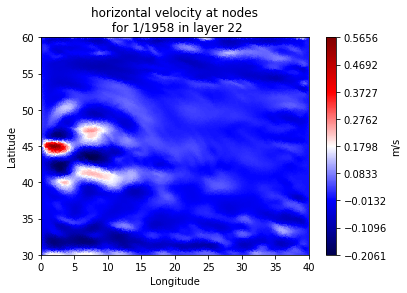 horizontal velocity at nodes
for 1/1958 in layer 22
60
55
50
45
40
35
30
Latitude
0 5 10 15 20 25 30 35 40
Longitude
0.5656
0.4692
0.3727
0.2762
0.1798
0.0833
−0.0132
−0.1096
−0.2061
m/s